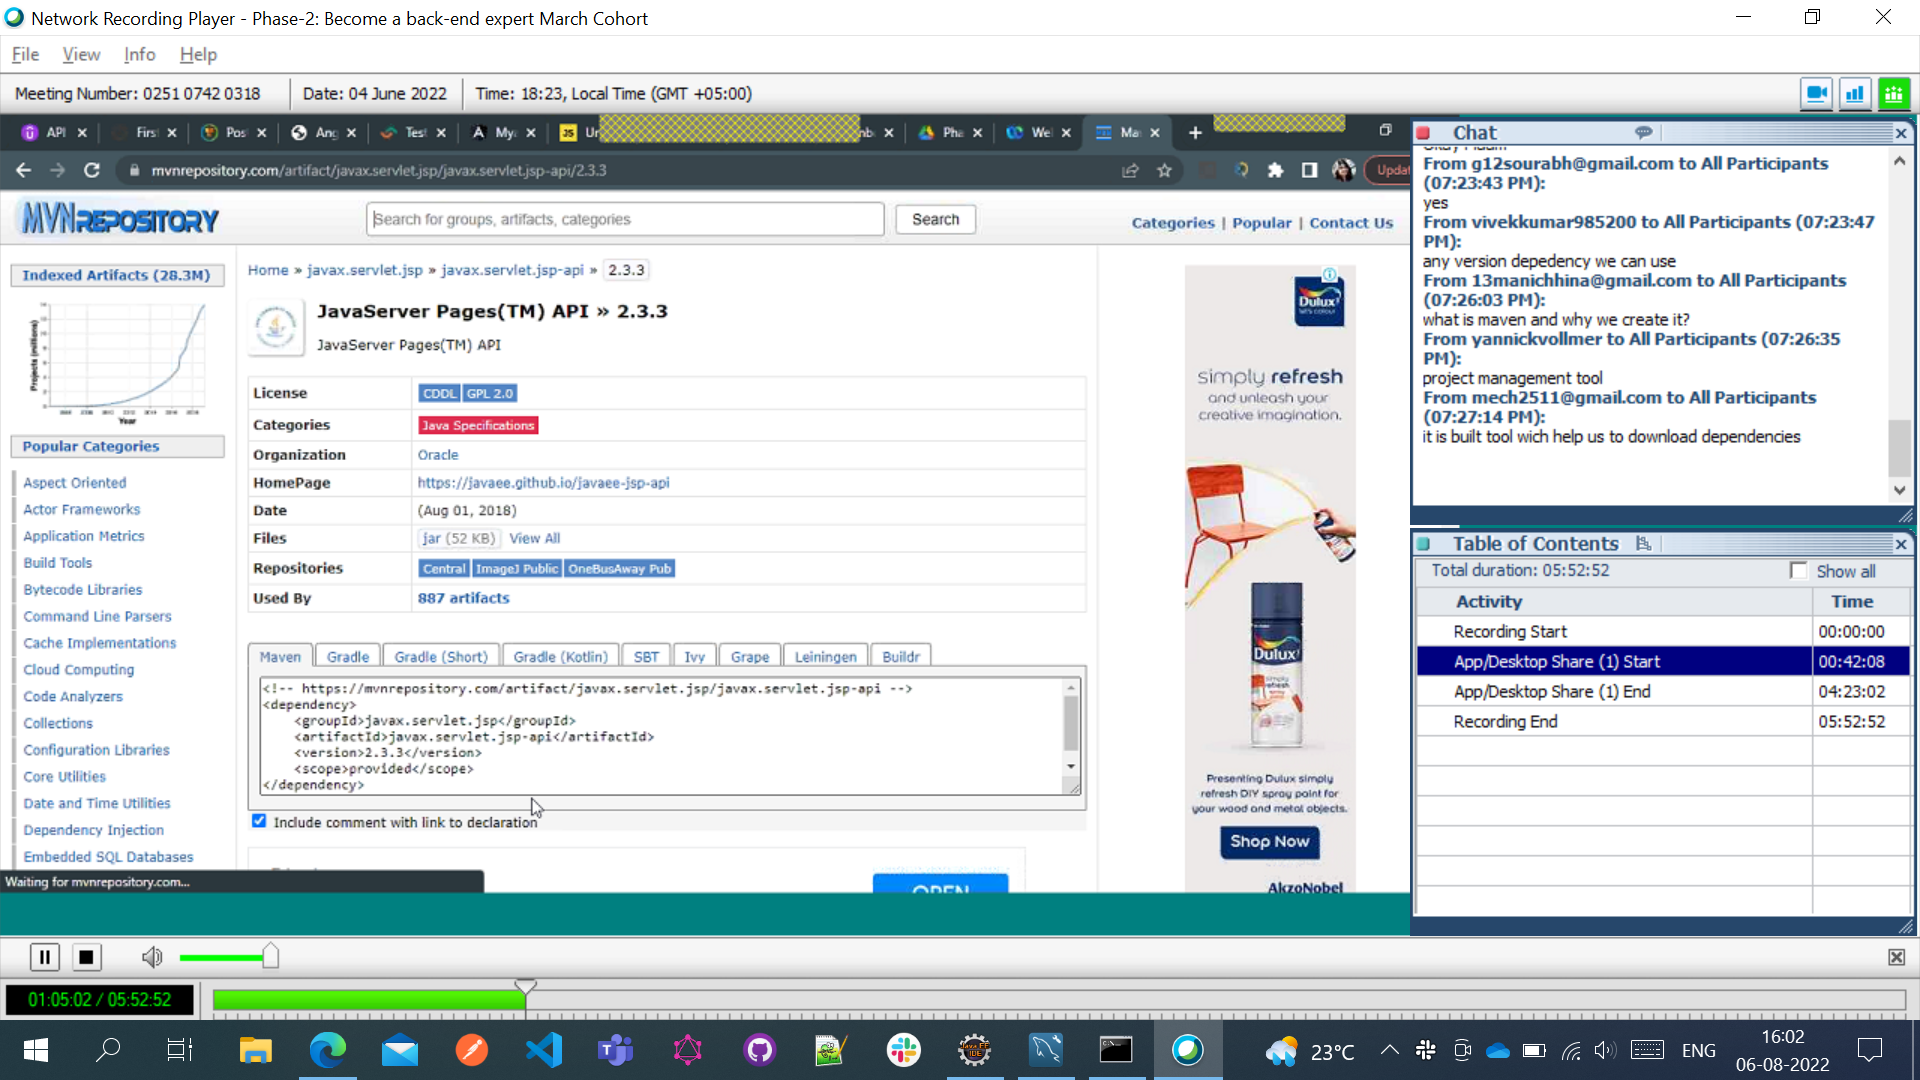 Network Recording Player - Phase-2: Become a back-end expert March Cohort
File View Info Help
Meeting Number: 0251 0742 0318
Date: 04 June 2022
Time: 18:23, Local Time (GMT +05:00)
API
Firs
Pos
Ang
Test
My
JS
Ur
Pha
We
Ma
mvnrepository.com/artifact/javax.servlet.jsp/javax.servlet.jsp-api/2.3.3
Updat
MVNREPOSITORY
Search for groups, artifacts, categories
Search
Categories | Popular | Contact Us
Indexed Artifacts (28.3M)
Projects (millions)
Year
Popular Categories
Aspect Oriented
Actor Frameworks
Application Metrics
Build Tools
Bytecode Libraries
Command Line Parsers
Cache Implementations
Cloud Computing
Code Analyzers
Collections
Configuration Libraries
Core Utilities
Date and Time Utilities
Dependency Injection
Embedded SQL Databases
Waiting for mvnrepository.com...
Home » javax.servlet.jsp » javax.servlet.jsp-api » 2.3.3
JavaServer Pages(TM) API » 2.3.3
JavaServer Pages(TM) API
License CDDL GPL 2.0
Categories Java Specifications
Organization Oracle
HomePage https://javaee.github.io/javaee-jsp-api
Date (Aug 01, 2018)
Files jar (52 KB) View All
Repositories Central ImageJ Public OneBusAway Pub
Used By 887 artifacts
Maven Gradle Gradle (Short) Gradle (Kotlin) SBT Ivy Grape Leiningen Buildr
<!-- https://mvnrepository.com/artifact/javax.servlet.jsp/javax.servlet.jsp-api -->
<dependency>
<groupId>javax.servlet.jsp</groupId>
<artifactId>javax.servlet.jsp-api</artifactId>
<version>2.3.3</version>
<scope>provided</scope>
</dependency>
Include comment with link to declaration
OPEN
Dulux
let's colour
simply refresh
and unleash your
creative imagination.
Dulux
simply
refresh
Presenting Dulux simply
refresh DIY spray paint for
your wood and metal objects.
Shop Now
AkzoNobel
Chat
From g12sourabh@gmail.com to All Participants
(07:23:43 PM):
yes
From vivekkumar985200 to All Participants (07:23:47
PM):
any version depedency we can use
From 13manichhina@gmail.com to All Participants
(07:26:03 PM):
what is maven and why we create it?
From yannickvollmer to All Participants (07:26:35
PM):
project management tool
From mech2511@gmail.com to All Participants
(07:27:14 PM):
it is built tool wich help us to download dependencies
Table of Contents
Total duration: 05:52:52
Show all
Activity Time
Recording Start 00:00:00
App/Desktop Share (1) Start 00:42:08
App/Desktop Share (1) End 04:23:02
Recording End 05:52:52
01:05:02 / 05:52:52
23°C
ENG
16:02
06-08-2022